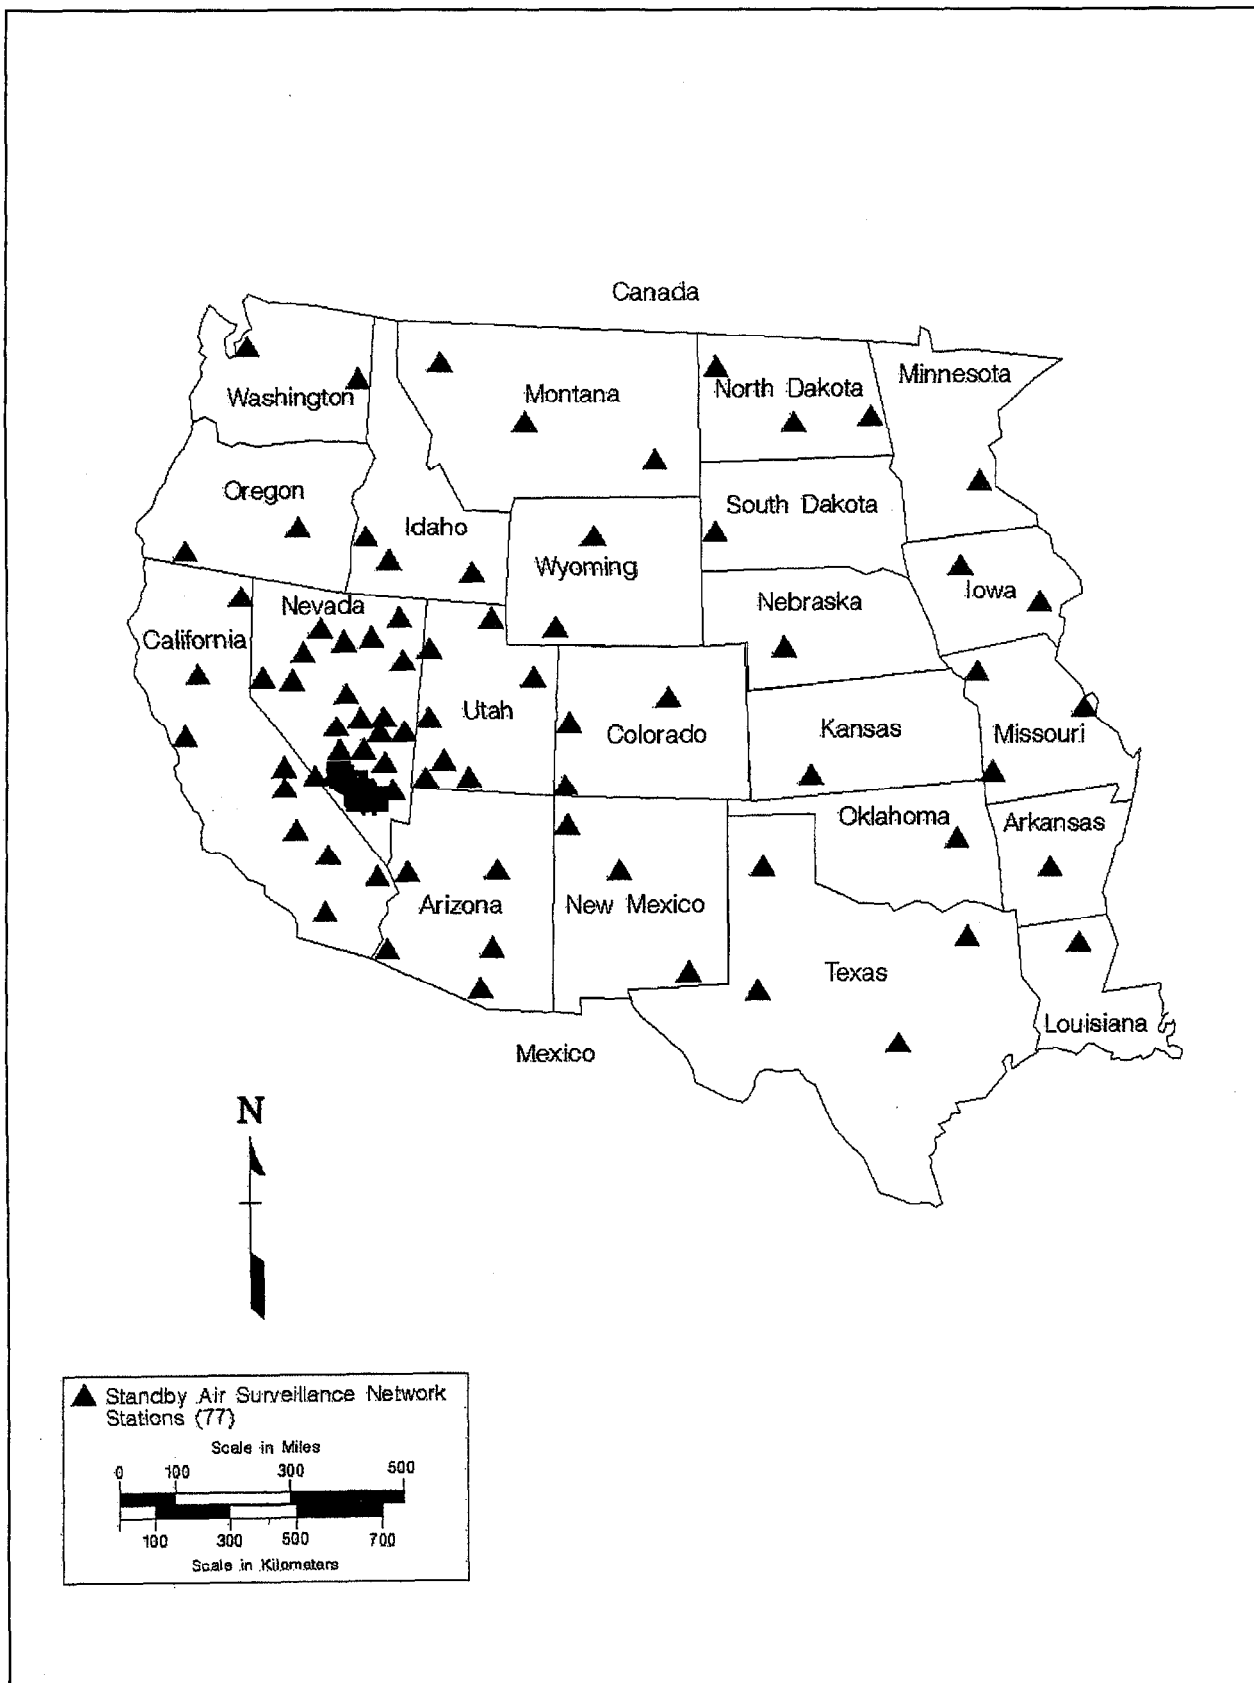 Canada
Washington
Montana
North Dakota
Minnesota
Oregon
Idaho
South Dakota
Wyoming
Nevada
Nebraska
Iowa
California
Utah
Colorado
Kansas
Missouri
Oklahoma
Arkansas
Arizona
New Mexico
Texas
Louisiana
Mexico
N
Standby Air Surveillance Network
Stations (77)
Scale in Miles
0 100 300 500
100 300 500 700
Scale in Kilometers